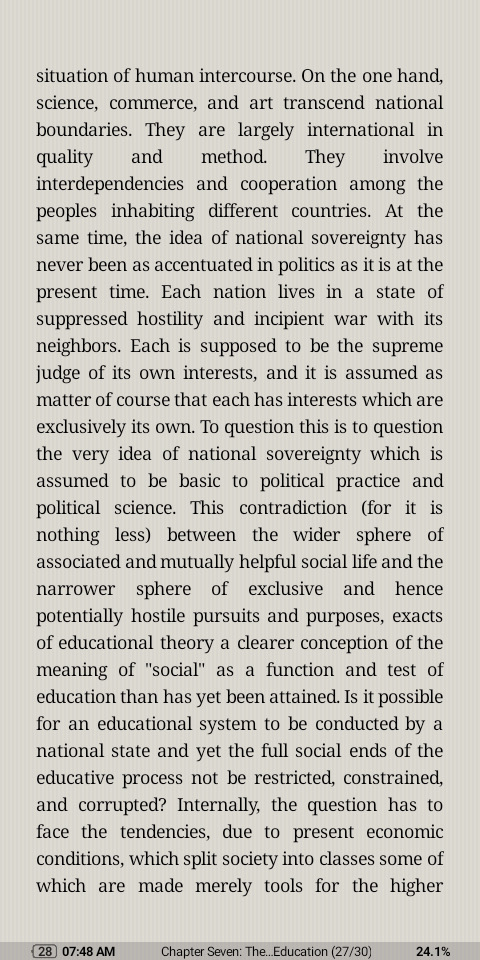 situation of human intercourse. On the one hand,
science, commerce, and art transcend national
boundaries. They are largely international in
quality and method. They involve
interdependencies and cooperation among the
peoples inhabiting different countries. At the
same time, the idea of national sovereignty has
never been as accentuated in politics as it is at the
present time. Each nation lives in a state of
suppressed hostility and incipient war with its
neighbors. Each is supposed to be the supreme
judge of its own interests, and it is assumed as
matter of course that each has interests which are
exclusively its own. To question this is to question
the very idea of national sovereignty which is
assumed to be basic to political practice and
political science. This contradiction (for it is
nothing less) between the wider sphere of
associated and mutually helpful social life and the
narrower sphere of exclusive and hence
potentially hostile pursuits and purposes, exacts
of educational theory a clearer conception of the
meaning of "social" as a function and test of
education than has yet been attained. Is it possible
for an educational system to be conducted by a
national state and yet the full social ends of the
educative process not be restricted, constrained,
and corrupted? Internally, the question has to
face the tendencies, due to present economic
conditions, which split society into classes some of
which are made merely tools for the higher
28 07:48 AM Chapter Seven: The...Education (27/30) 24.1%